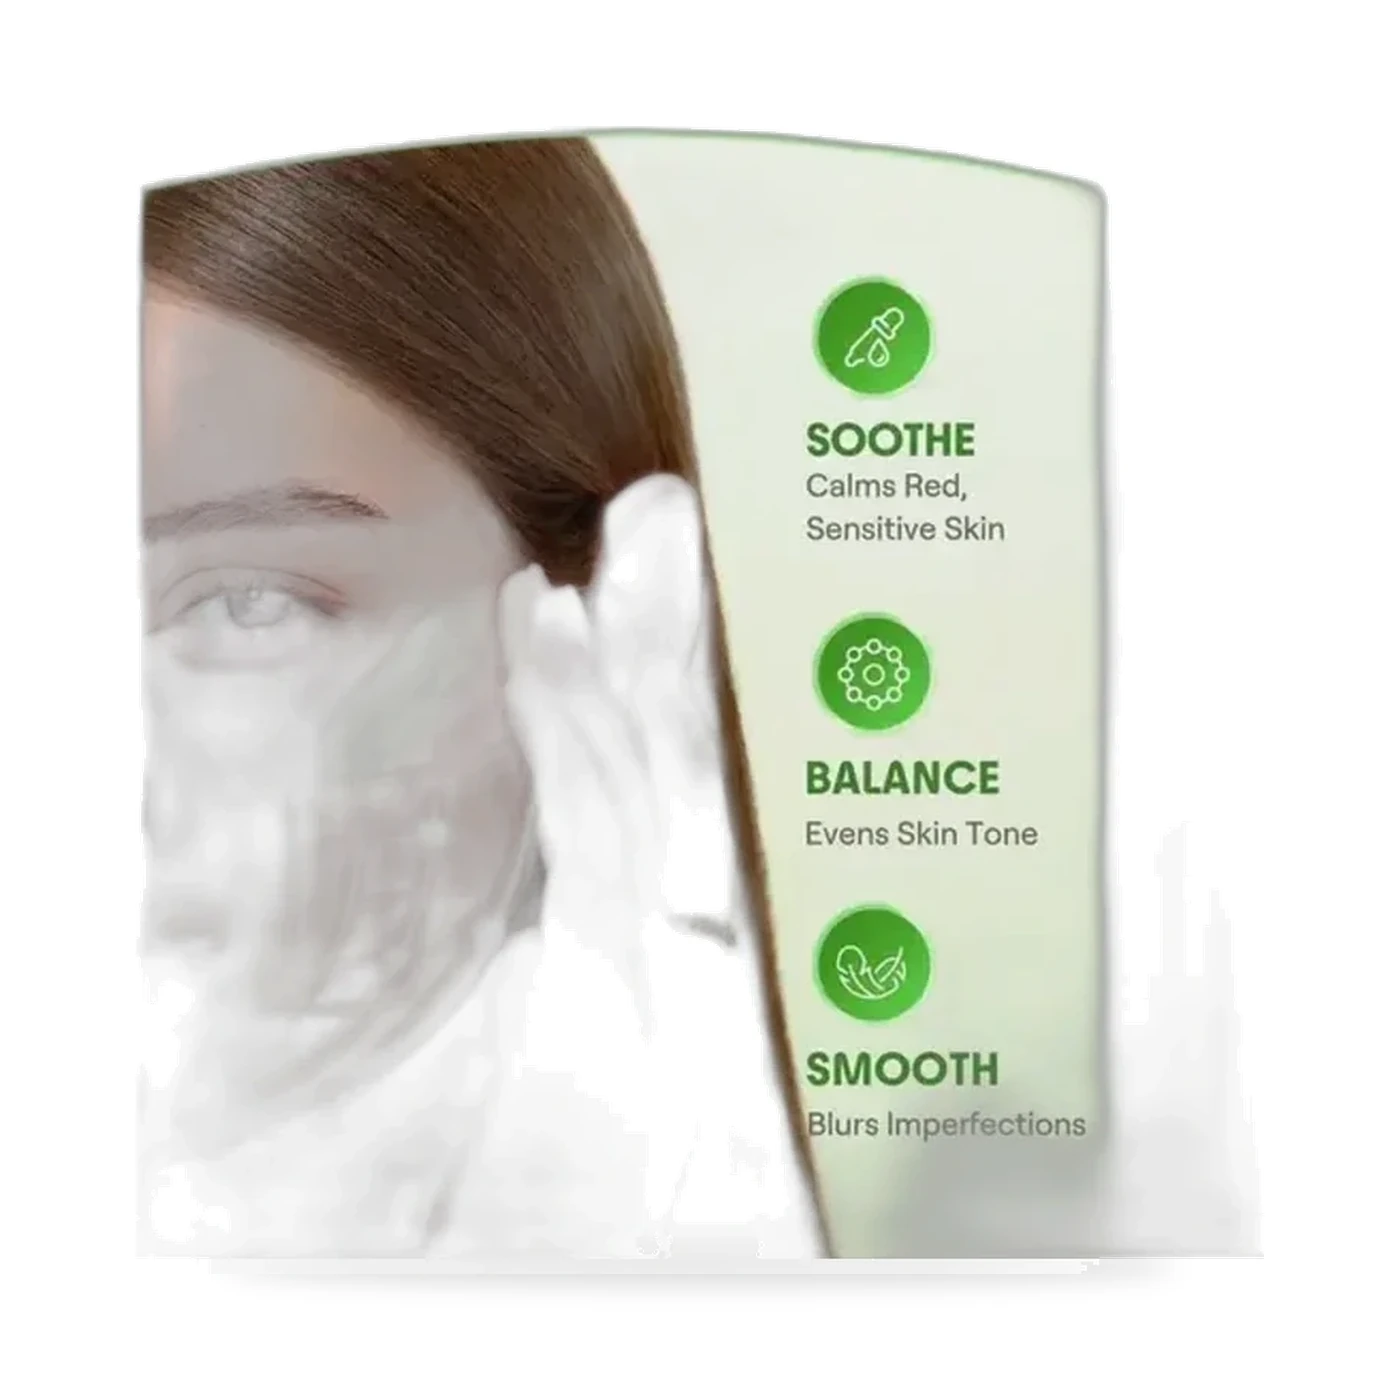 SOOTHE
Calms Red,
Sensitive Skin
BALANCE
Evens Skin Tone
SMOOTH
Blurs Imperfections